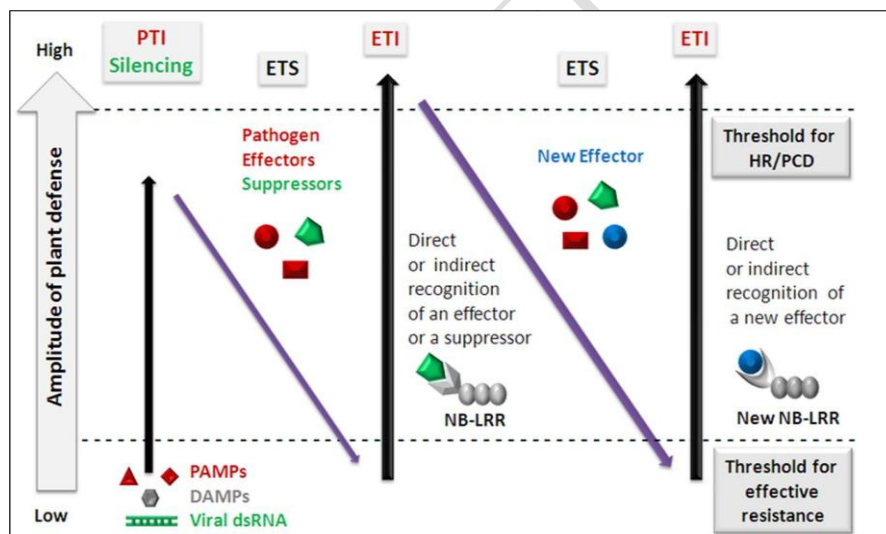 High
Amplitude of plant defense
Low
PTI
Silencing
ETS
ETI
ETS
ETI
Pathogen
Effectors
Suppressors
New Effector
Threshold for
HR/PCD
Direct
or indirect
recognition
of an effector
or a suppressor
NB-LRR
Direct
or indirect
recognition of
a new effector
New NB-LRR
PAMPs
DAMPs
Viral dsRNA
Threshold for
effective
resistance